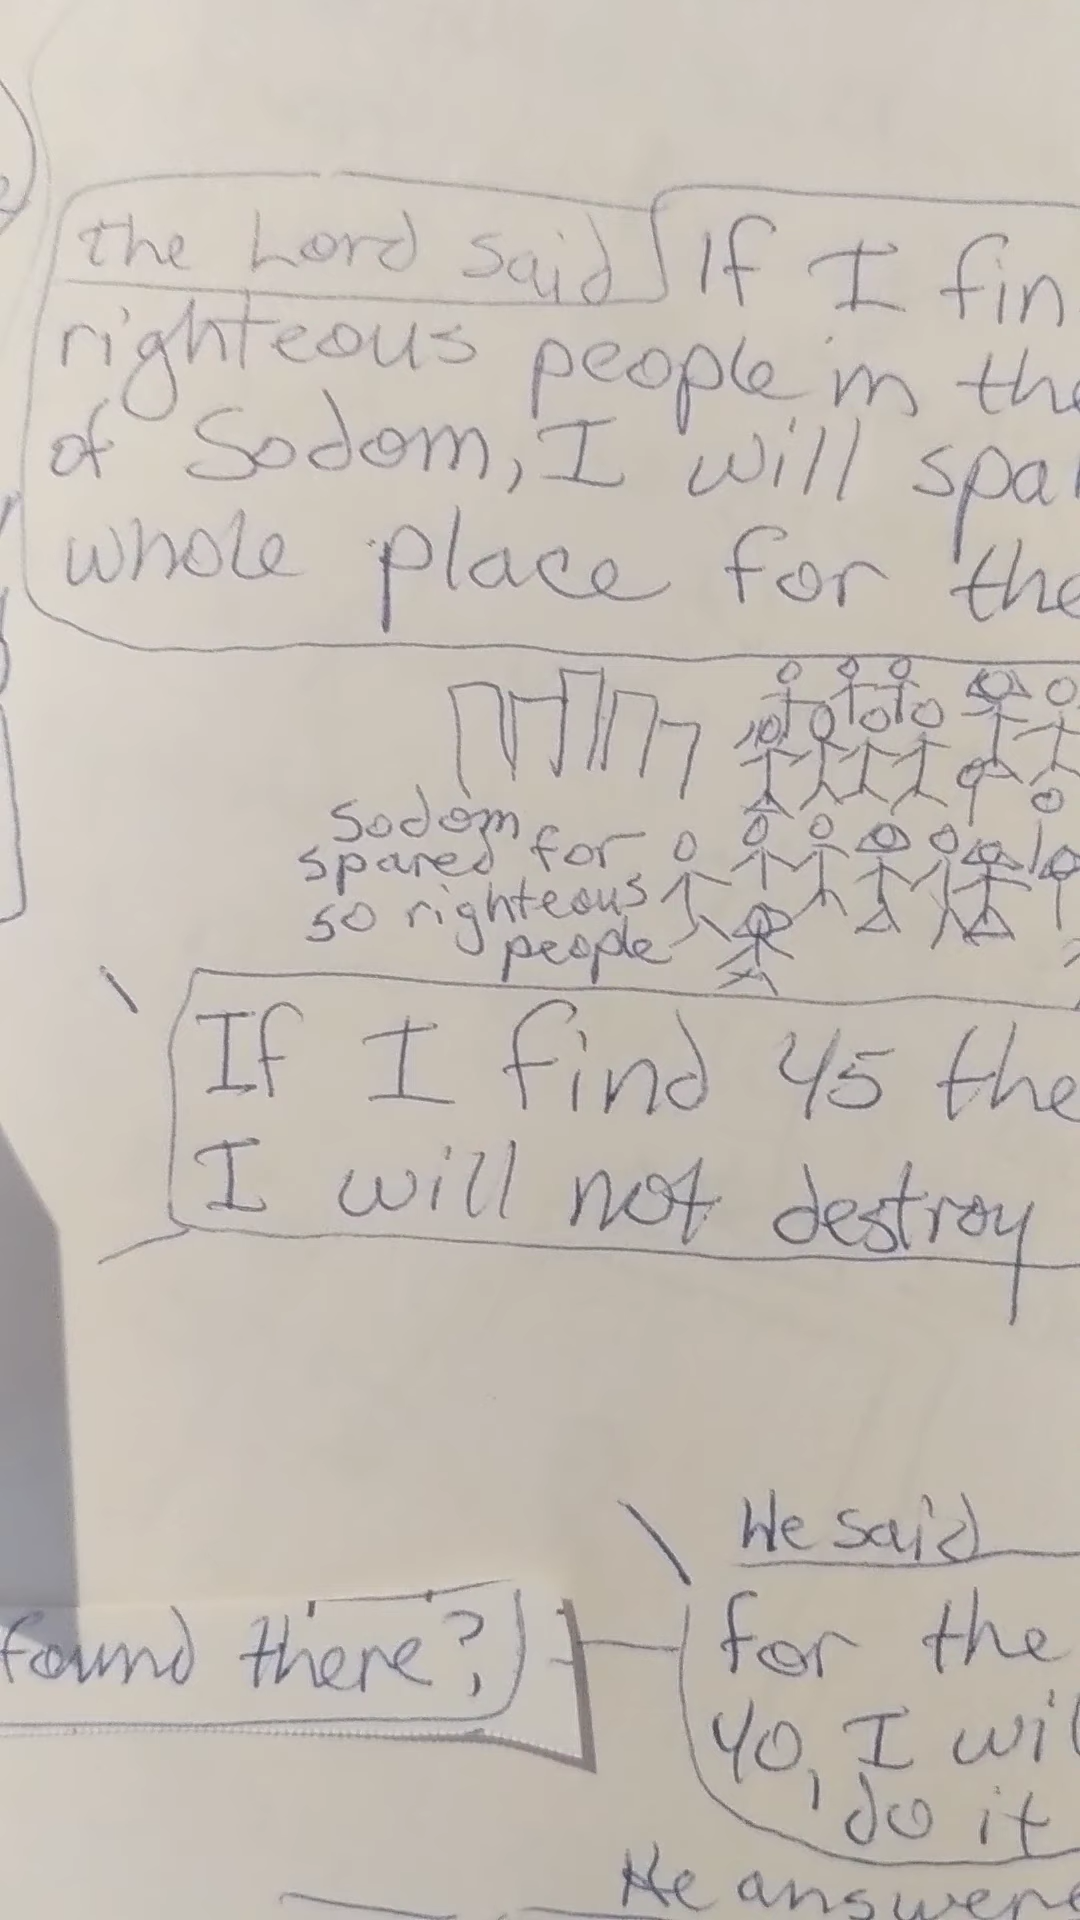 the Lord said If I fin
righteous people in the
of Sodom, I will spar
whole place for the
Sodom
spared for
50 righteous
people
If I find 45 the
I will not destroy
He said
found there?
for the
40, I wil
do it
He answere